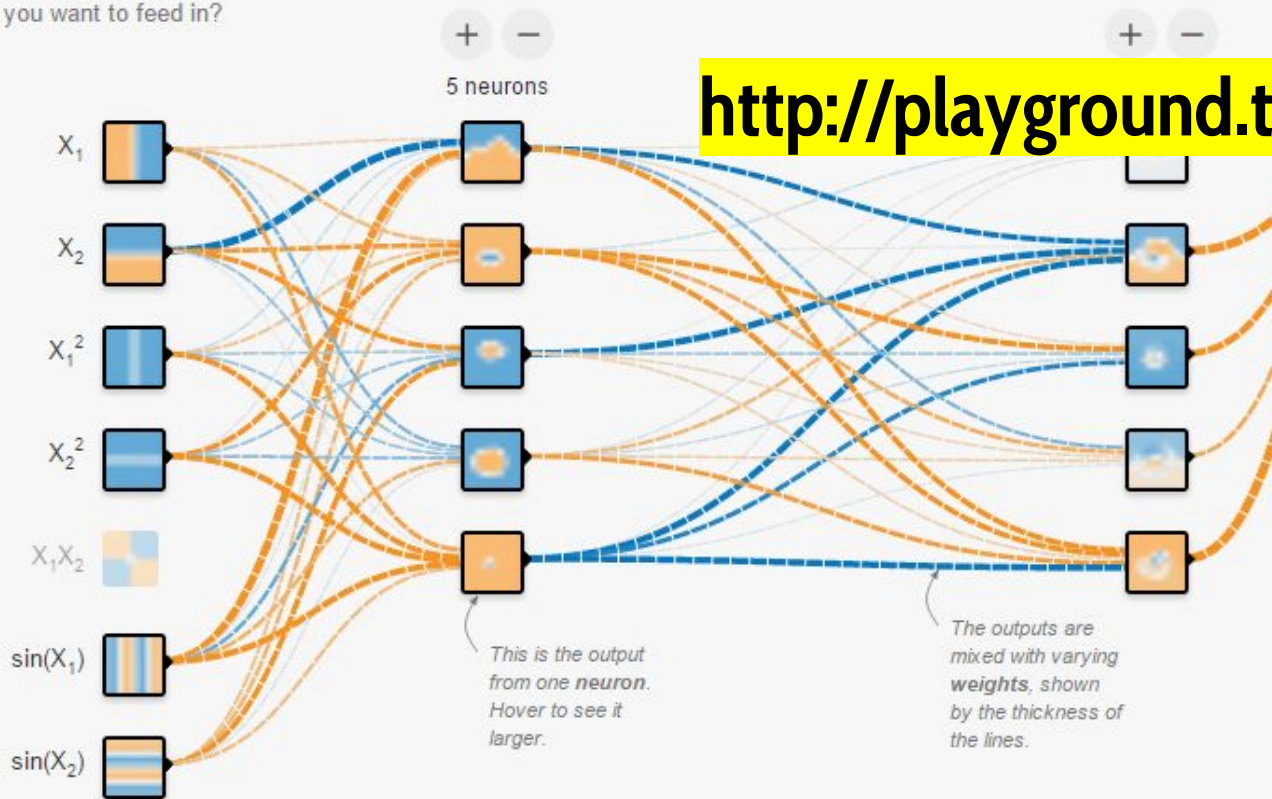 you want to feed in?
+ − + −
5 neurons
http://playground.t
X₁
X₂
X₁²
X₂²
X₁X₂
sin(X₁)
sin(X₂)
This is the output
from one neuron.
Hover to see it
larger.
The outputs are
mixed with varying
weights, shown
by the thickness of
the lines.